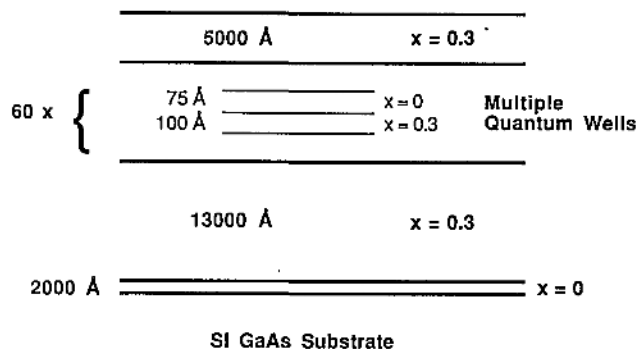 5000 Å x = 0.3
75 Å x = 0 Multiple
60 x { 100 Å x = 0.3 Quantum Wells
13000 Å x = 0.3
2000 Å x = 0
SI GaAs Substrate